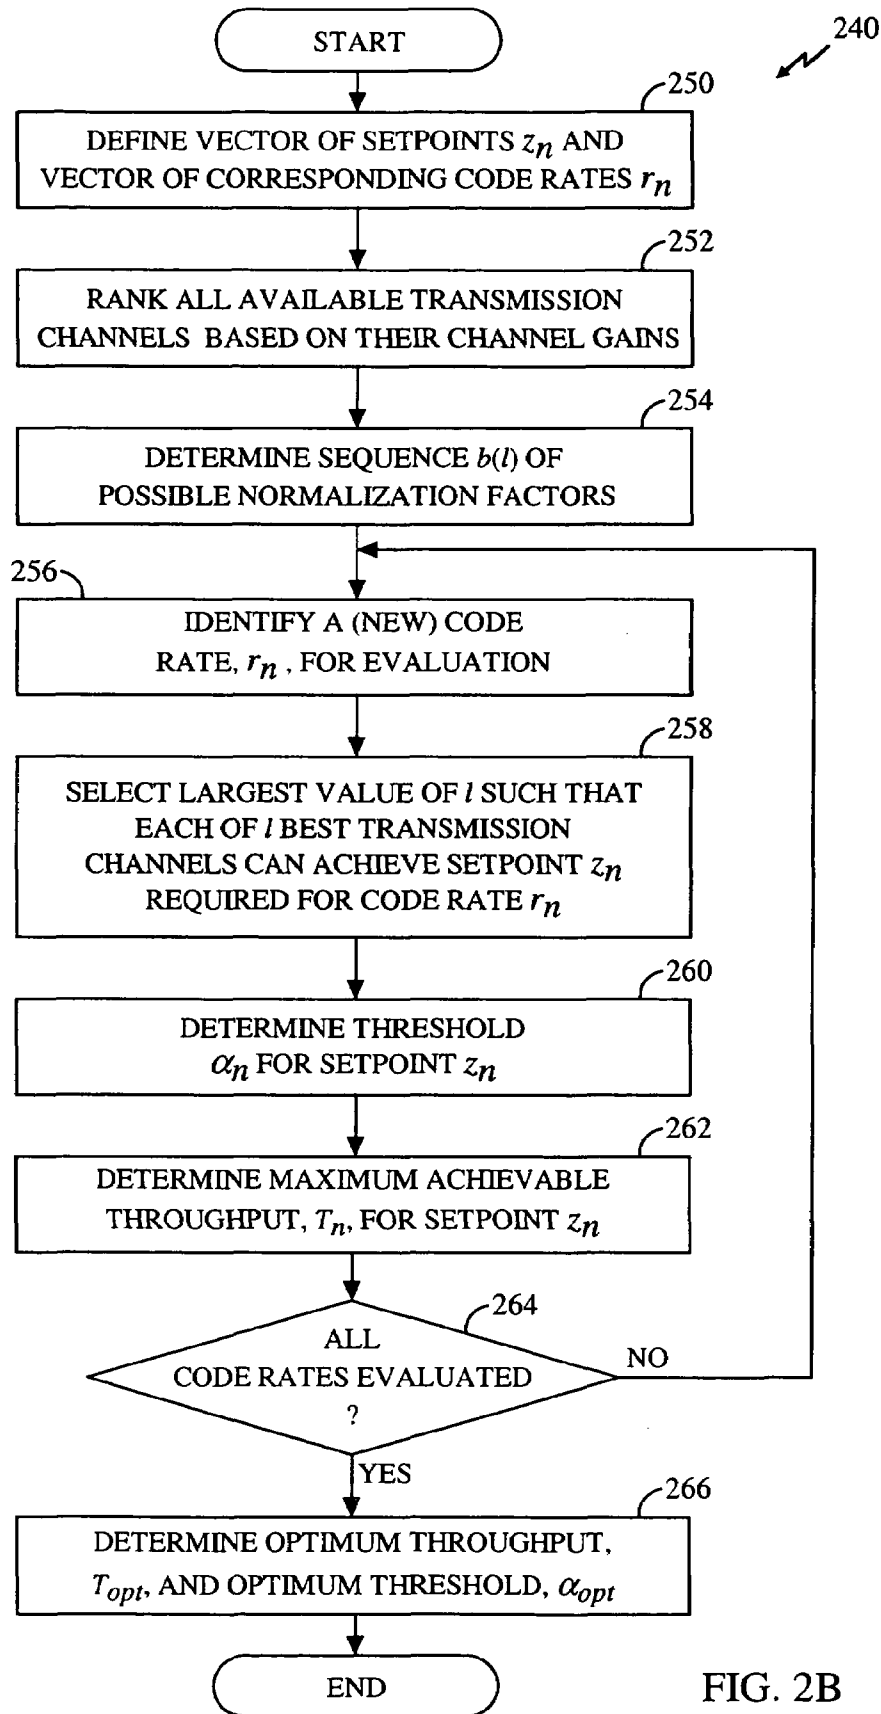 START
240
250
DEFINE VECTOR OF SETPOINTS zn AND
VECTOR OF CORRESPONDING CODE RATES rn
252
RANK ALL AVAILABLE TRANSMISSION
CHANNELS BASED ON THEIR CHANNEL GAINS
254
DETERMINE SEQUENCE b(l) OF
POSSIBLE NORMALIZATION FACTORS
256
IDENTIFY A (NEW) CODE
RATE, rn , FOR EVALUATION
258
SELECT LARGEST VALUE OF l SUCH THAT
EACH OF l BEST TRANSMISSION
CHANNELS CAN ACHIEVE SETPOINT zn
REQUIRED FOR CODE RATE rn
260
DETERMINE THRESHOLD
αn FOR SETPOINT zn
262
DETERMINE MAXIMUM ACHIEVABLE
THROUGHPUT, Tn, FOR SETPOINT zn
264
ALL
CODE RATES EVALUATED
?
NO
YES
266
DETERMINE OPTIMUM THROUGHPUT,
Topt, AND OPTIMUM THRESHOLD, αopt
END
FIG. 2B